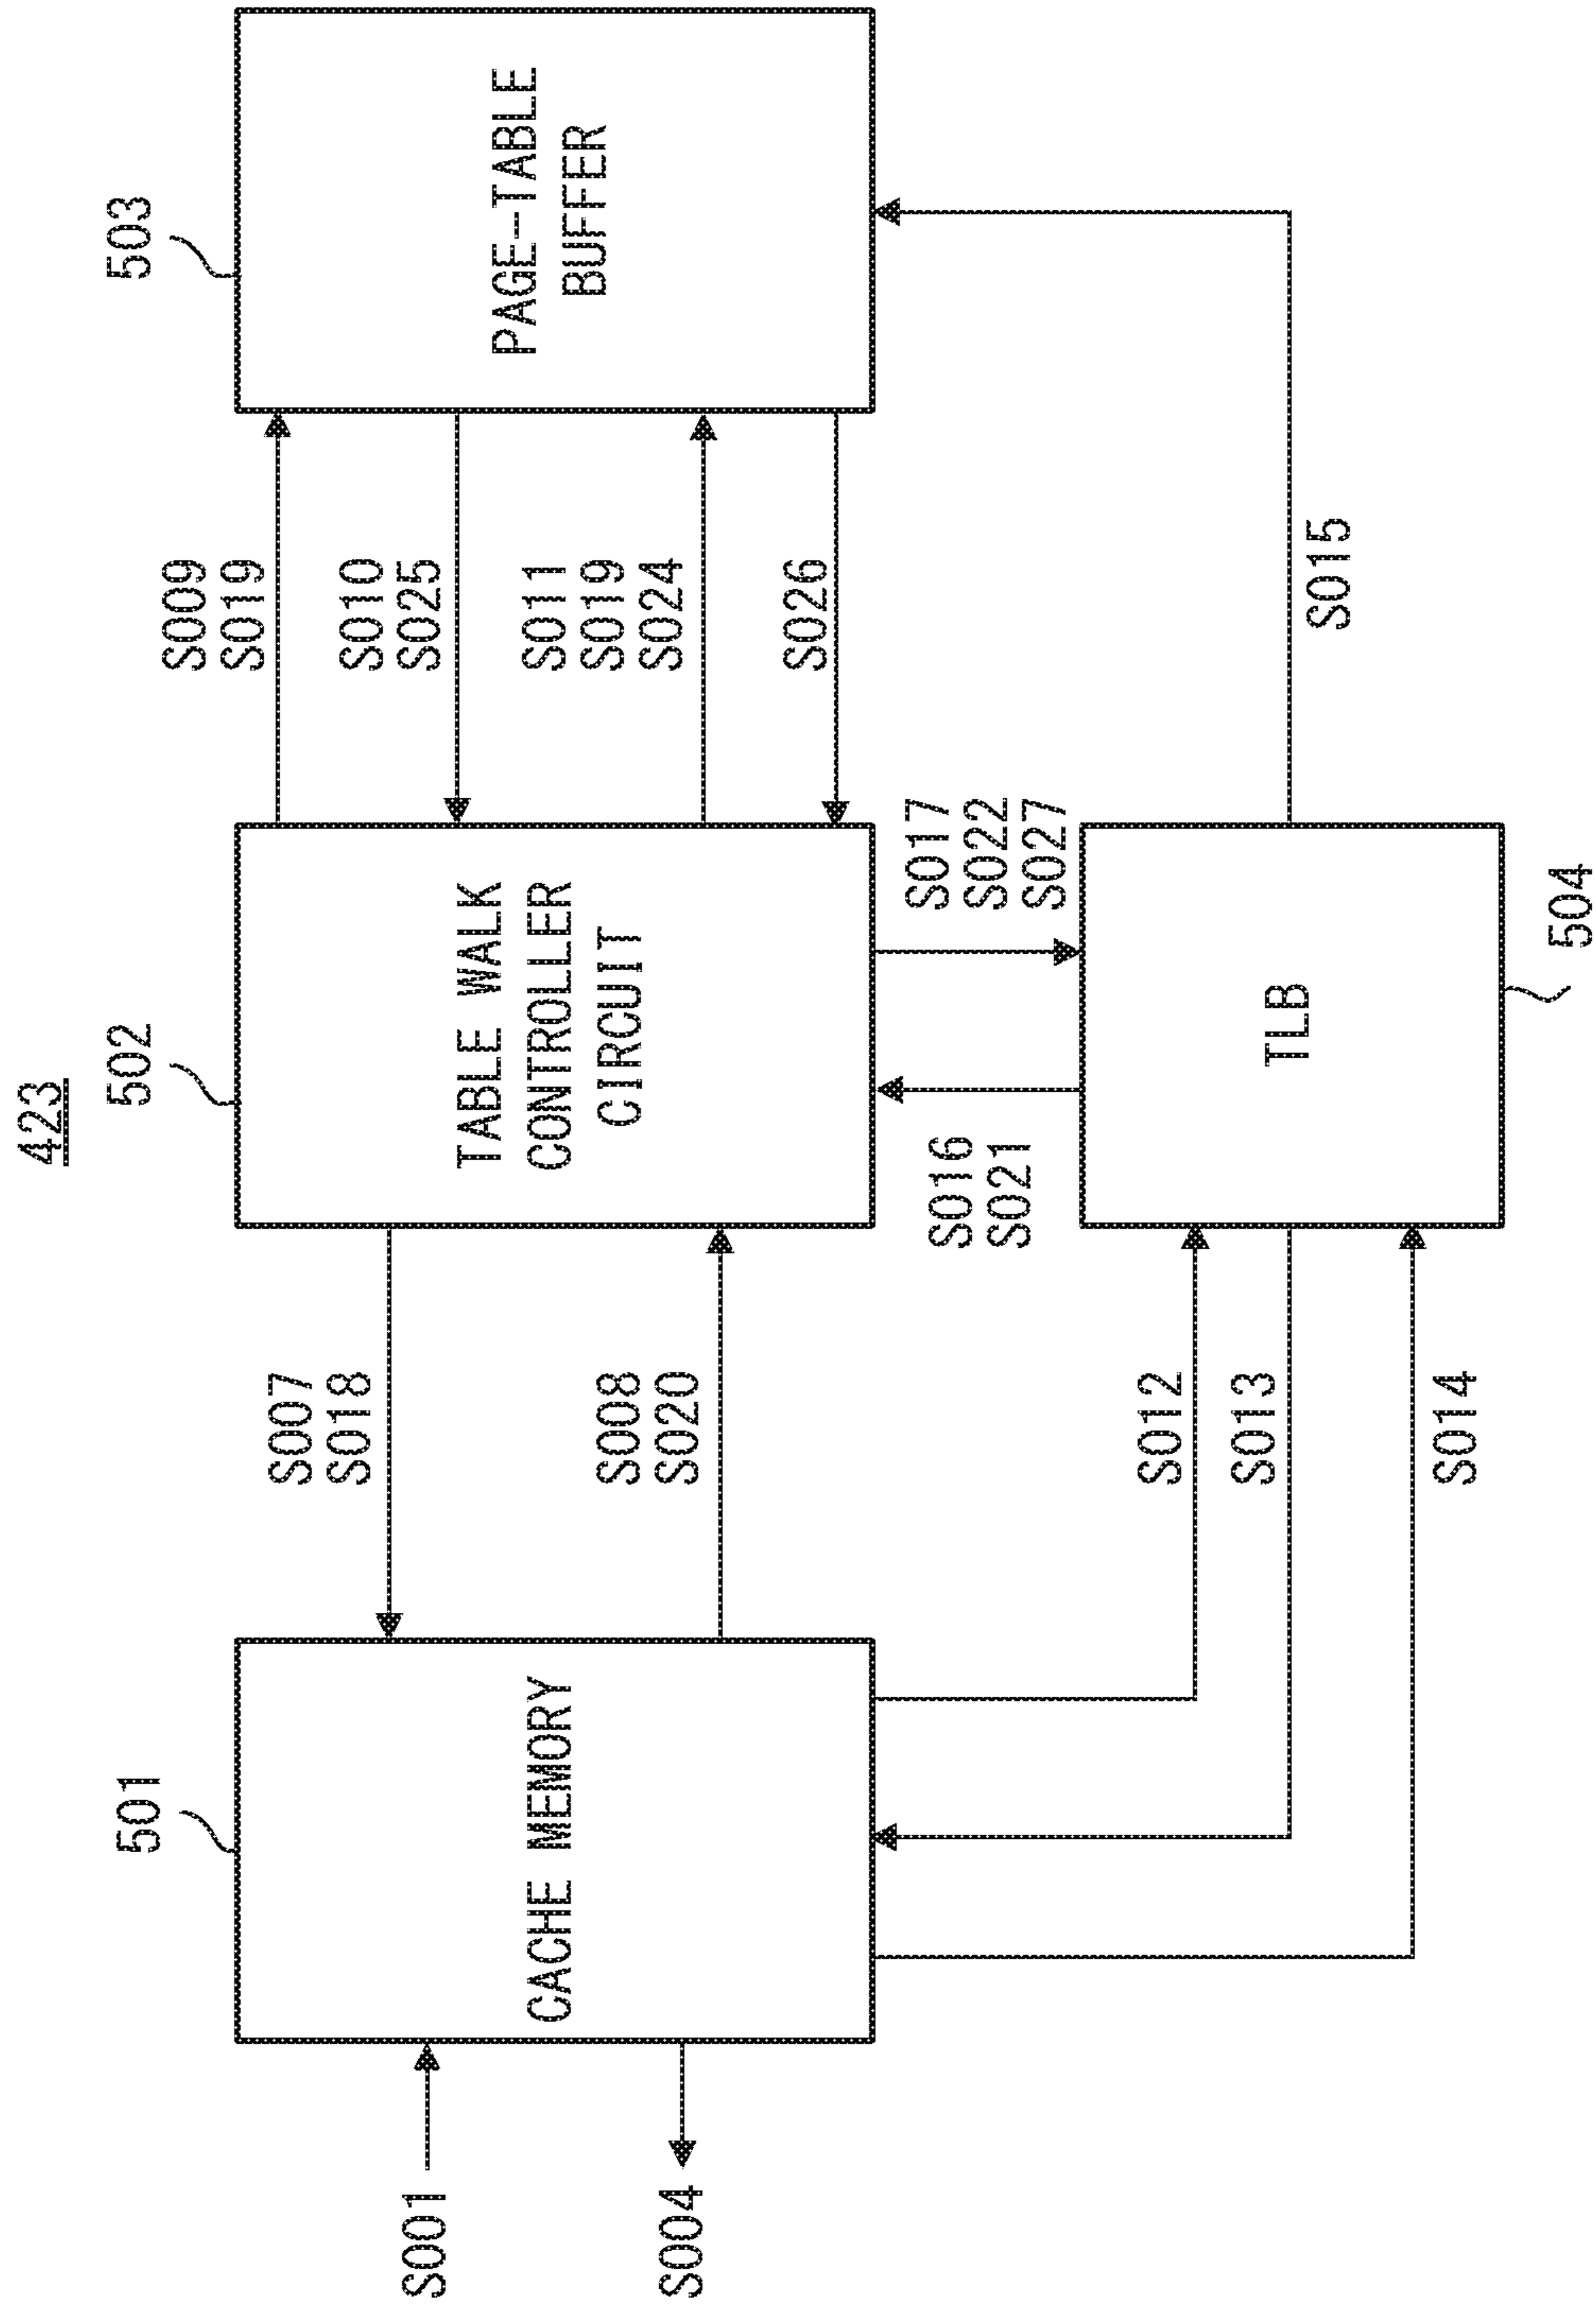 423
501
502
503
CACHE MEMORY
TABLE WALK
CONTROLLER
CIRCUIT
PAGE-TABLE
BUFFER
S001
S004
S007
S018
S008
S020
S009
S019
S010
S025
S011
S019
S024
S026
S016
S021
S017
S022
S027
S012
S013
S014
TLB
S015
504